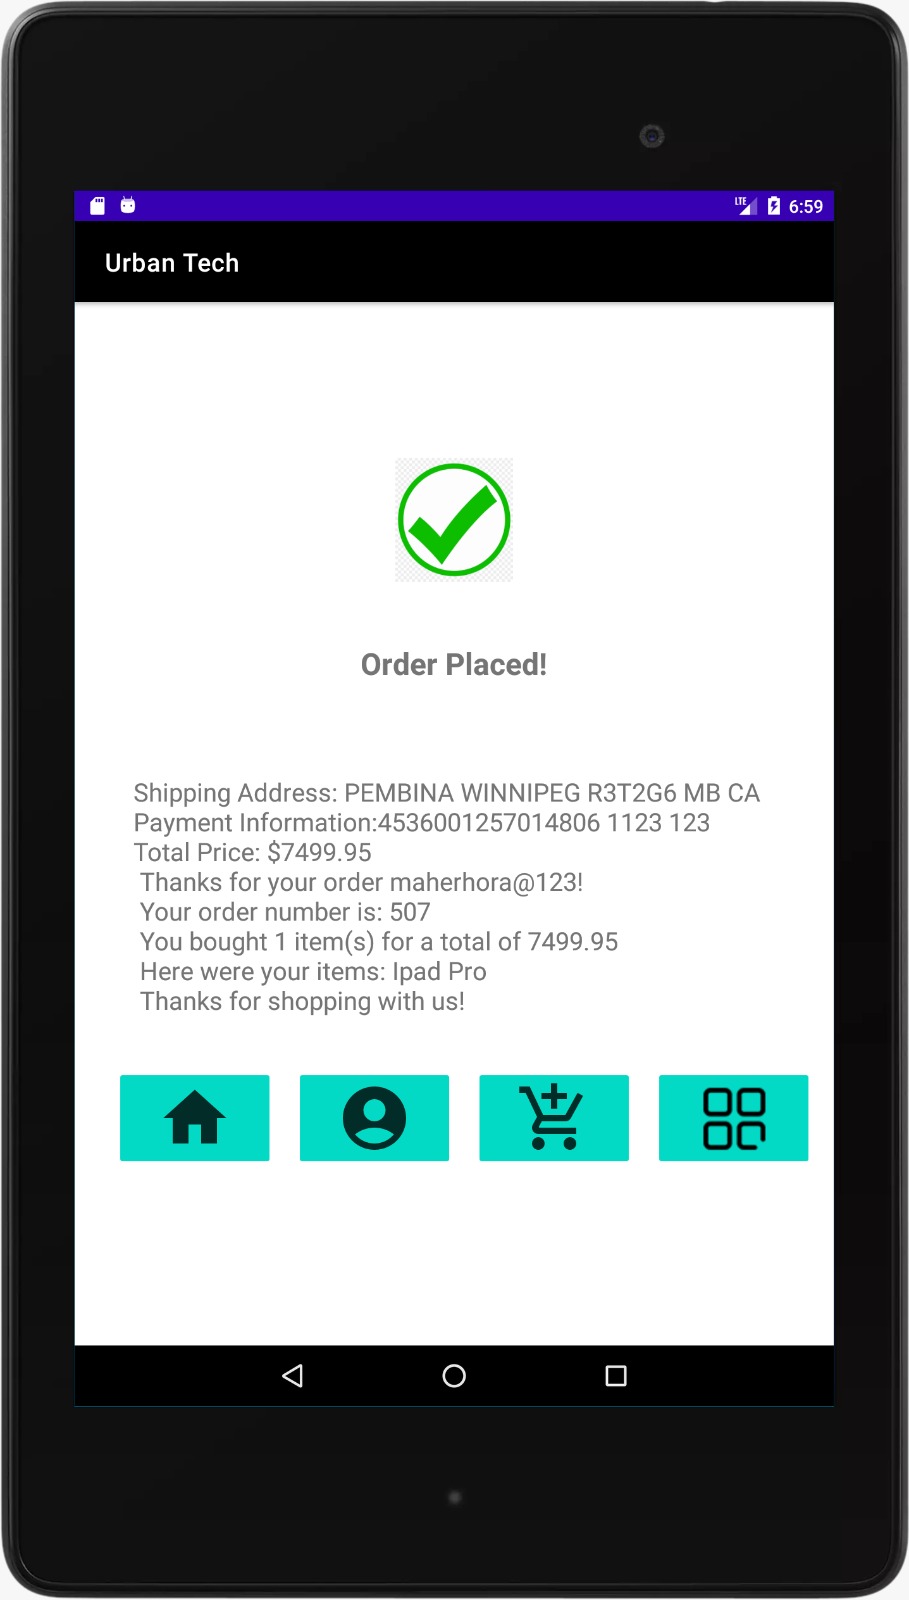 LTE 6:59
Urban Tech
Order Placed!
Shipping Address: PEMBINA WINNIPEG R3T2G6 MB CA
Payment Information:4536001257014806 1123 123
Total Price: $7499.95
Thanks for your order maherhora@123!
Your order number is: 507
You bought 1 item(s) for a total of 7499.95
Here were your items: Ipad Pro
Thanks for shopping with us!